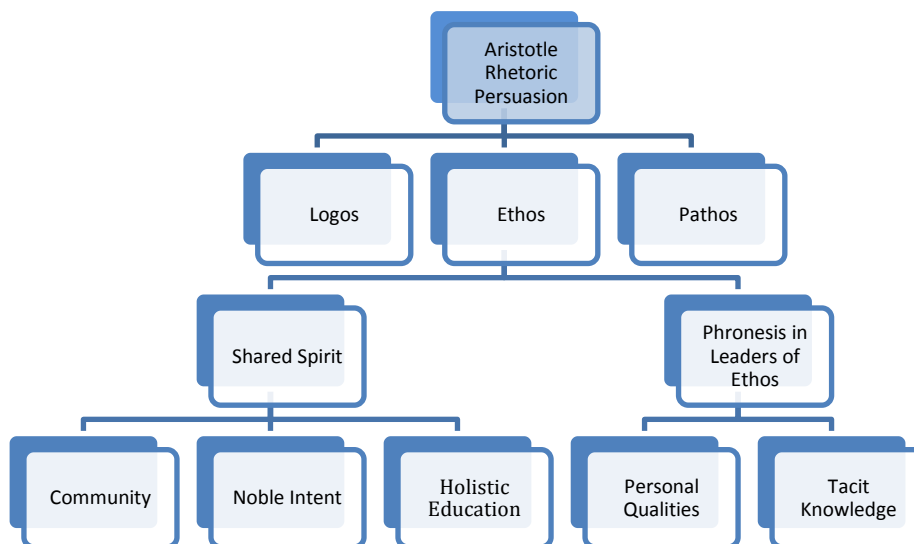 Aristotle
Rhetoric
Persuasion
Logos
Ethos
Pathos
Shared Spirit
Phronesis in
Leaders of
Ethos
Community
Noble Intent
Holistic
Education
Personal
Qualities
Tacit
Knowledge